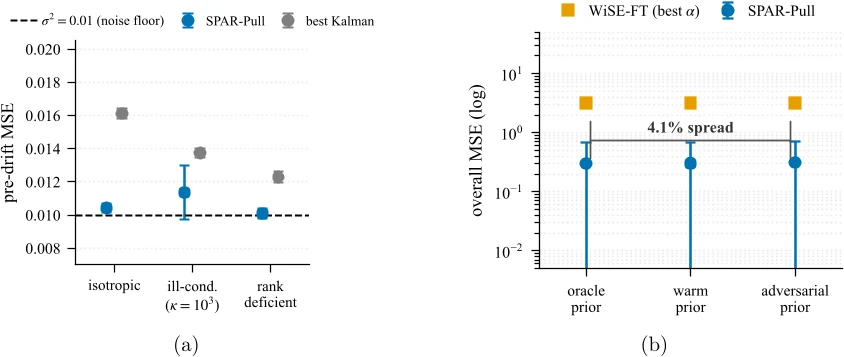 σ² = 0.01 (noise floor) SPAR-Pull best Kalman
pre-drift MSE
0.020
0.018
0.016
0.014
0.012
0.010
0.008
isotropic ill-cond. rank
(κ = 10³) deficient
(a)
WiSE-FT (best α) SPAR-Pull
overall MSE (log)
10¹
10⁰
10⁻¹
10⁻²
4.1% spread
oracle warm adversarial
prior prior prior
(b)